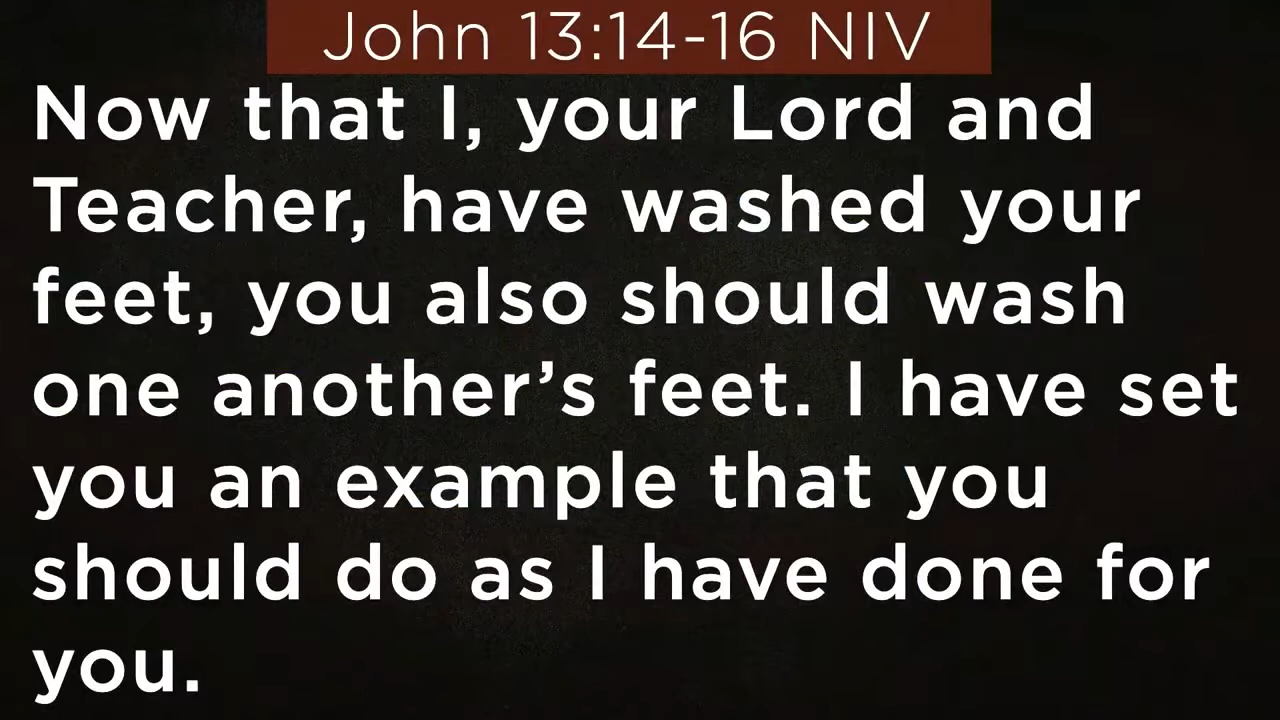 John 13:14-16 NIV
Now that I, your Lord and
Teacher, have washed your
feet, you also should wash
one another’s feet. I have set
you an example that you
should do as I have done for
you.